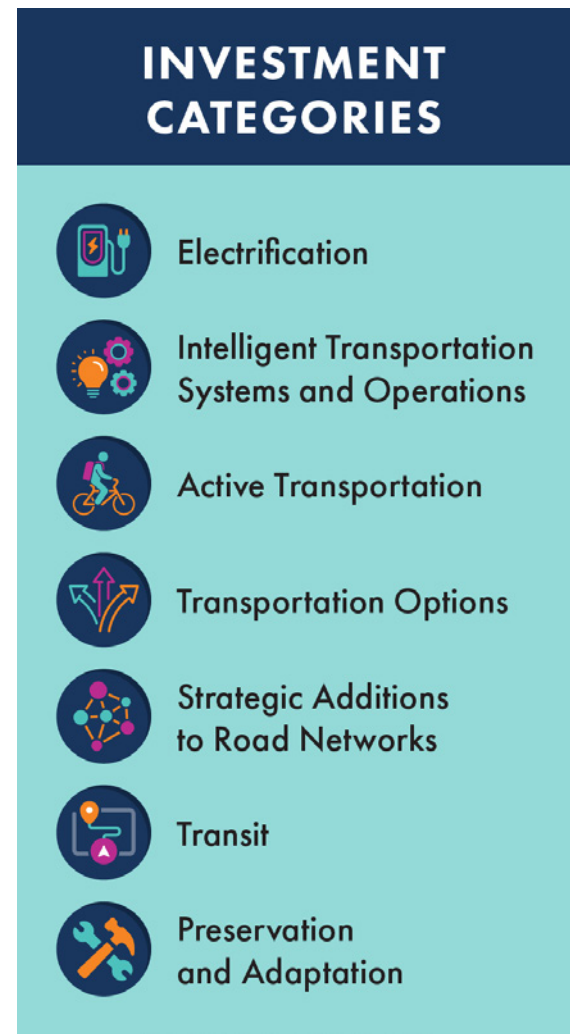 INVESTMENT
CATEGORIES
Electrification
Intelligent Transportation
Systems and Operations
Active Transportation
Transportation Options
Strategic Additions
to Road Networks
Transit
Preservation
and Adaptation